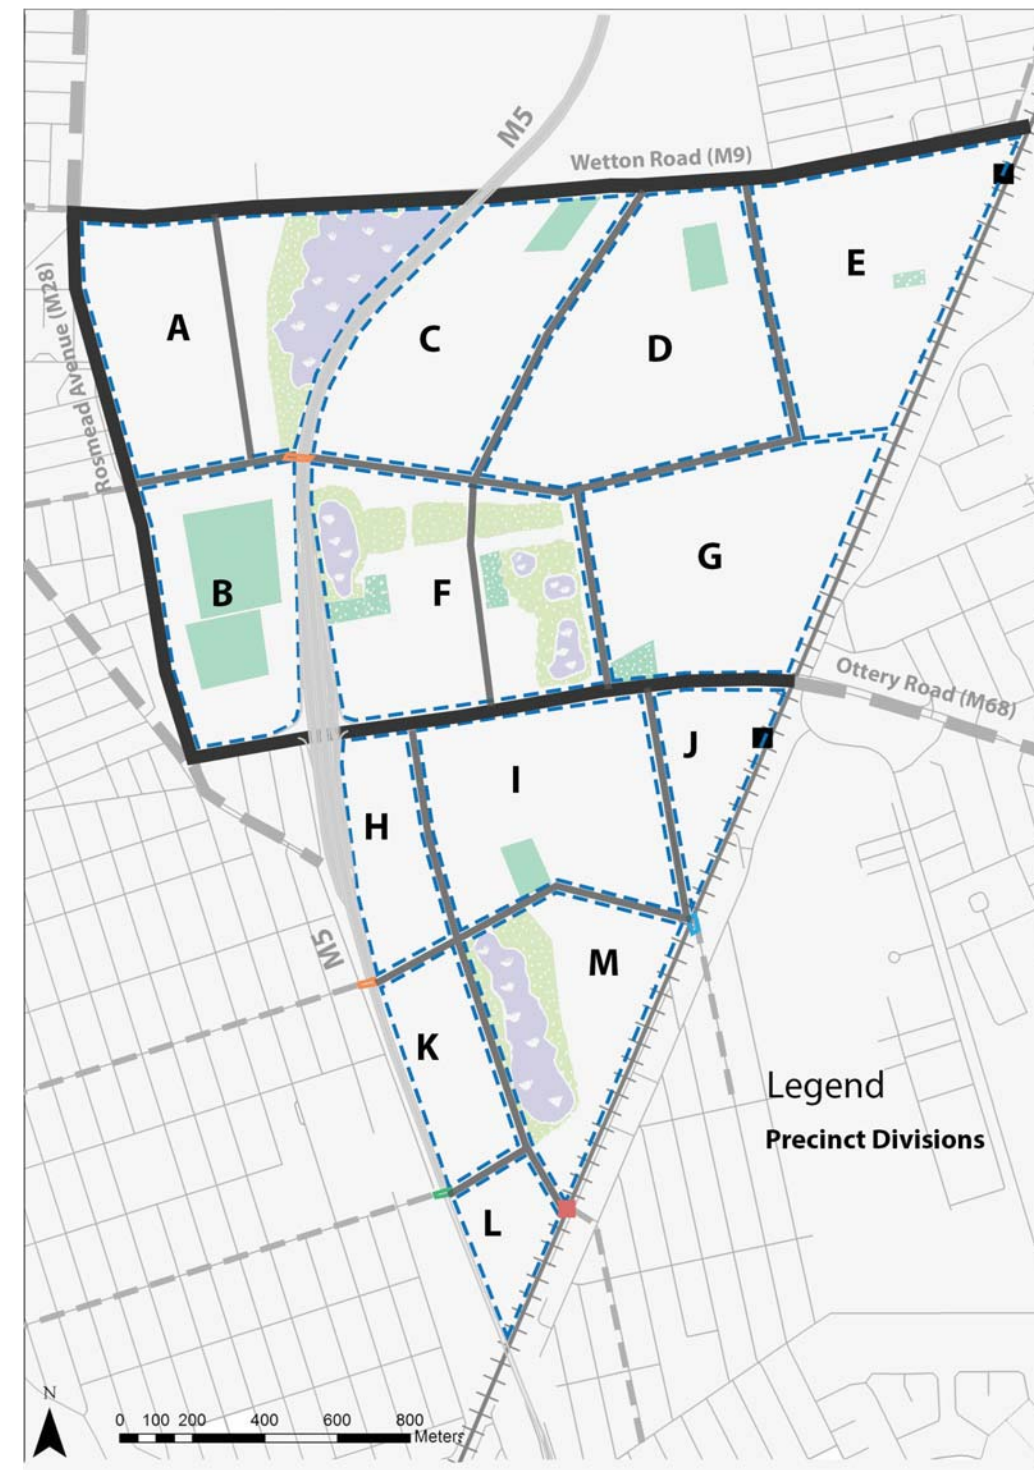 M5
Wetton Road (M9)
Rosmead Avenue (M28)
A
C
D
E
B
F
G
Ottery Road (M68)
J
I
H
M5
M
K
Legend
Precinct Divisions
L
N
0 100 200 400 600 800
Meters